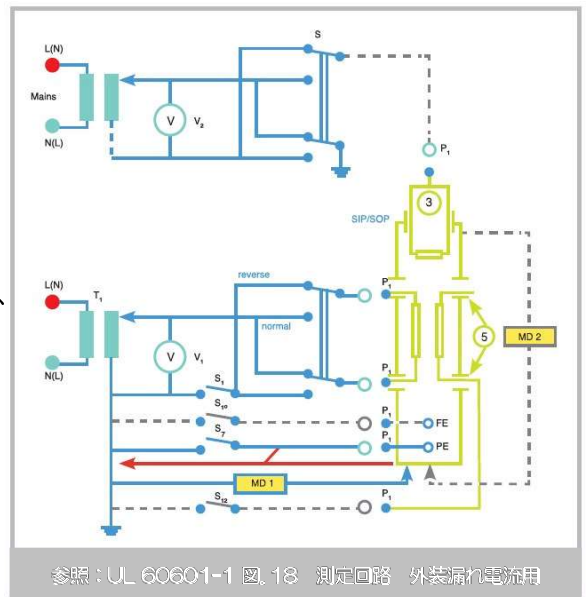 L(N)
Mains
N(L)
V
V₂
S
P₁
3
SIP/SOP
L(N)
T₁
N(L)
V
V₁
reverse
normal
P₁
P₁
5
MD 2
S₁
S₁₀
S₇
P₁
FE
P₁
PE
MD 1
S₁₂
P₁
参照：UL 60601-1 図. 18 測定回路 外装漏れ電流用